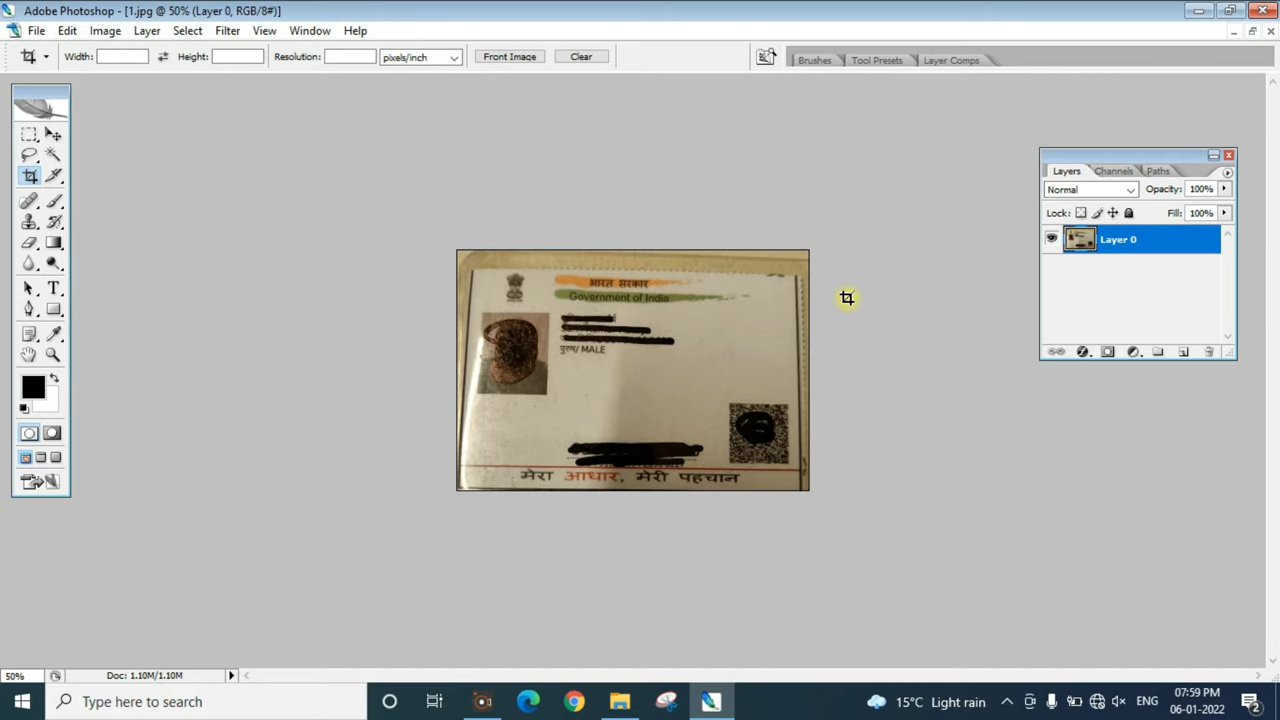 Adobe Photoshop - [1.jpg @ 50% (Layer 0, RGB/8#)]
File Edit Image Layer Select Filter View Window Help
Width: Height: Resolution: pixels/inch Front Image Clear Brushes Tool Presets Layer Comps
Layers Channels Paths
Normal Opacity: 100%
Lock: Fill: 100%
Layer 0
भारत सरकार
Government of India
पुरुष/ MALE
मेरा आधार, मेरी पहचान
T
50% Doc: 1.10M/1.10M
Type here to search
15°C Light rain ENG 07:59 PM
06-01-2022
2